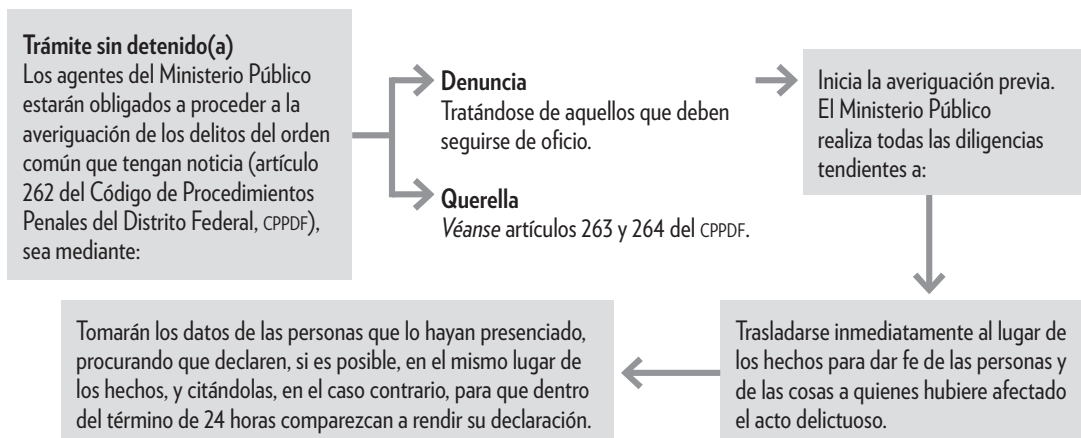 Trámite sin detenido(a)
Los agentes del Ministerio Público
estarán obligados a proceder a la
averiguación de los delitos del orden
común que tengan noticia (artículo
262 del Código de Procedimientos
Penales del Distrito Federal, CPPDF),
sea mediante:
Denuncia
Tratándose de aquellos que deben
seguirse de oficio.
Querella
Véanse artículos 263 y 264 del CPPDF.
Inicia la averiguación previa.
El Ministerio Público
realiza todas las diligencias
tendientes a:
Trasladarse inmediatamente al lugar de
los hechos para dar fe de las personas y
de las cosas a quienes hubiere afectado
el acto delictuoso.
Tomarán los datos de las personas que lo hayan presenciado,
procurando que declaren, si es posible, en el mismo lugar de
los hechos, y citándolas, en el caso contrario, para que dentro
del término de 24 horas comparezcan a rendir su declaración.